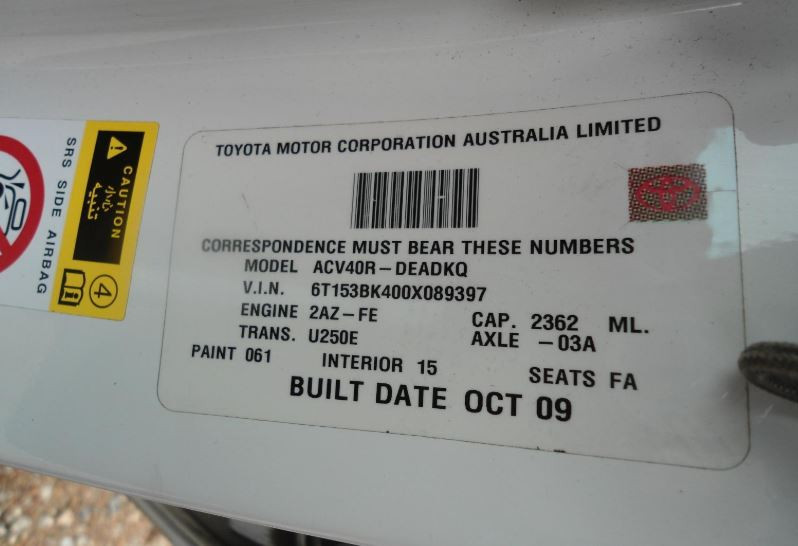 TOYOTA MOTOR CORPORATION AUSTRALIA LIMITED
CORRESPONDENCE MUST BEAR THESE NUMBERS
MODEL ACV40R-DEADKQ
V.I.N. 6T153BK400X089397
ENGINE 2AZ-FE CAP. 2362 ML.
TRANS. U250E AXLE -03A
PAINT 061 INTERIOR 15 SEATS FA
BUILT DATE OCT 09
CAUTION
تنبيه
SRS SIDE AIRBAG
4